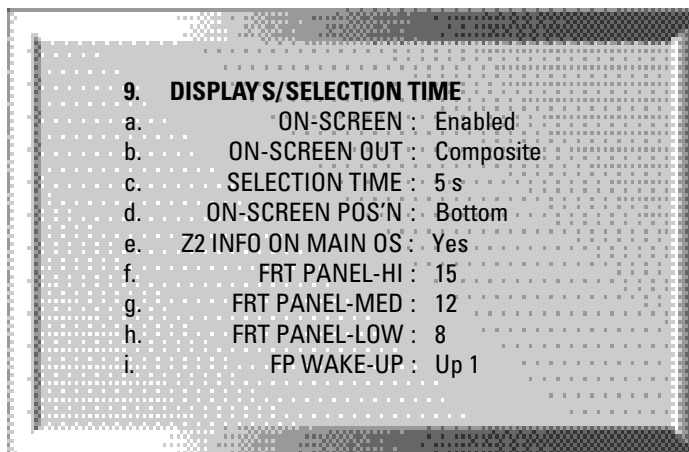 9. DISPLAYS/SELECTION TIME
a. ON-SCREEN : Enabled
b. ON-SCREEN OUT : Composite
c. SELECTION TIME : 5 s
d. ON-SCREEN POS'N : Bottom
e. Z2 INFO ON MAIN OS : Yes
f. FRT PANEL-HI : 15
g. FRT PANEL-MED : 12
h. FRT PANEL-LOW : 8
i. FP WAKE-UP : Up 1